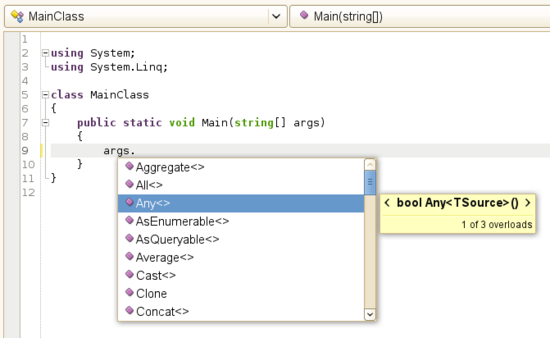 MainClass
Main(string[])
1
2 using System;
3 using System.Linq;
4
5 class MainClass
6 {
7 public static void Main(string[] args)
8 {
9 args.
10 }
11 }
12
Aggregate<>
All<>
Any<>
AsEnumerable<>
AsQueryable<>
Average<>
Cast<>
Clone
Concat<>
< bool Any<TSource>() >
1 of 3 overloads